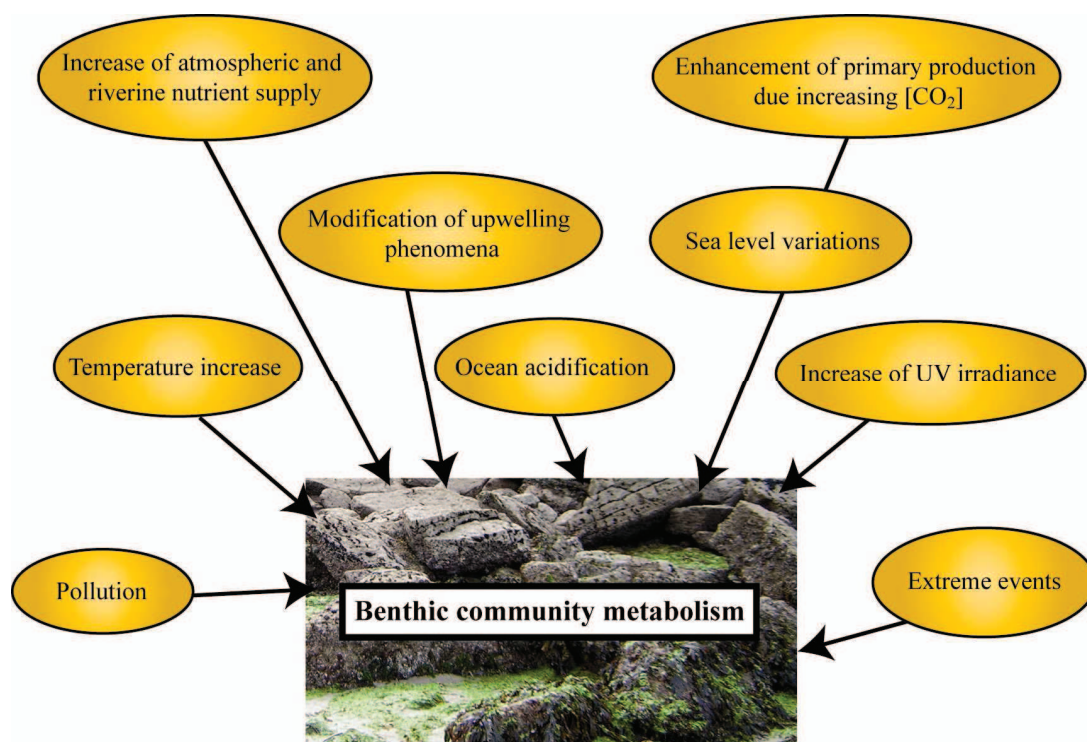 Increase of atmospheric and
riverine nutrient supply
Enhancement of primary production
due increasing [CO₂]
Modification of upwelling
phenomena
Sea level variations
Temperature increase
Ocean acidification
Increase of UV irradiance
Pollution
Benthic community metabolism
Extreme events